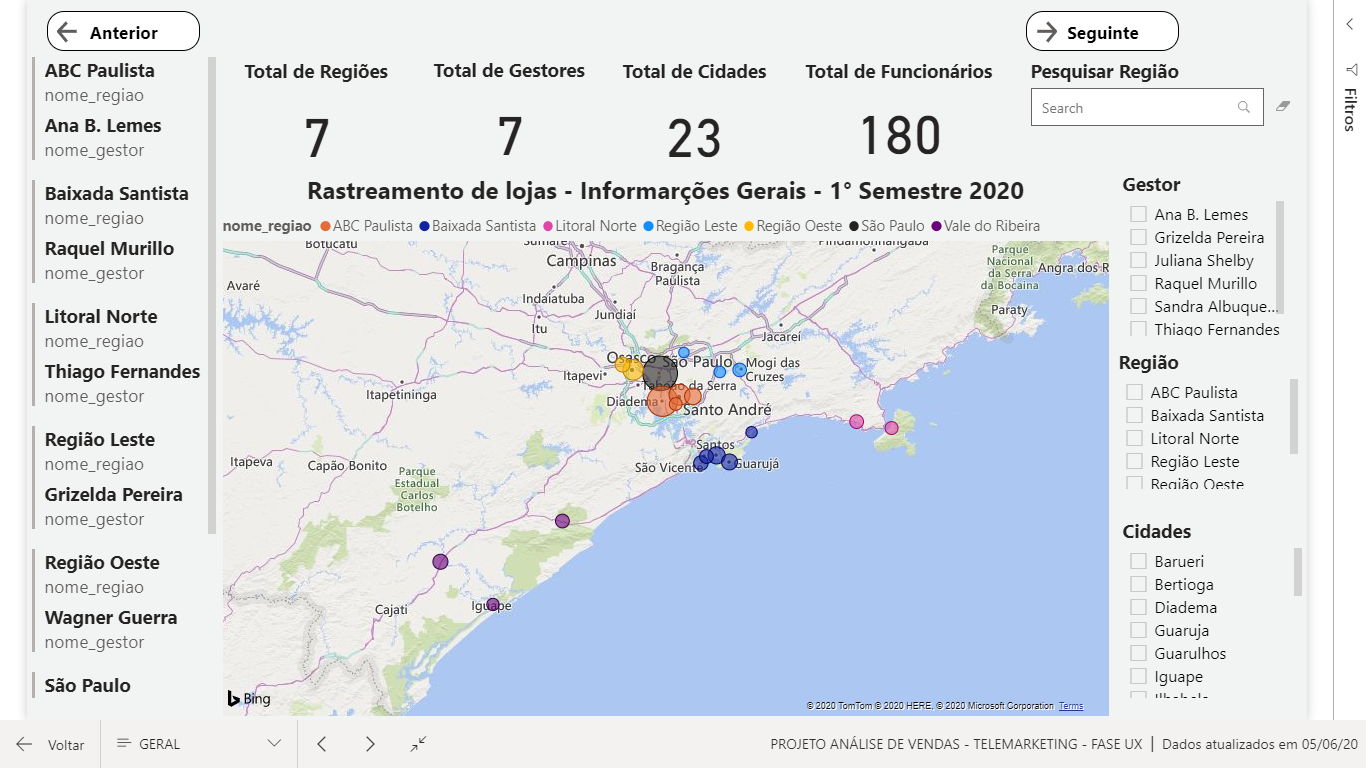 Anterior
Seguinte
ABC Paulista
nome_regiao
Ana B. Lemes
nome_gestor
Baixada Santista
nome_regiao
Raquel Murillo
nome_gestor
Litoral Norte
nome_regiao
Thiago Fernandes
nome_gestor
Região Leste
nome_regiao
Grizelda Pereira
nome_gestor
Região Oeste
nome_regiao
Wagner Guerra
nome_gestor
São Paulo
Total de Regiões
7
Total de Gestores
7
Total de Cidades
23
Total de Funcionários
180
Pesquisar Região
Search
Filtros
Rastreamento de lojas - Informarções Gerais - 1° Semestre 2020
nome_regiao ABC Paulista Baixada Santista Litoral Norte Região Leste Região Oeste São Paulo Vale do Ribeira
Botucatu
Sumaré
Pindamonhangaba
Campinas
Bragança
Paulista
Parque
Nacional
da Serra
da Bocaina
Angra dos R
Avaré
Indaiatuba
Jundiaí
Itu
Paraty
Jacareí
Osasco
São Paulo
Mogi das
Cruzes
Itapevi
Taboão da Serra
Itapetininga
Diadema
Santo André
Santos
Itapeva
Capão Bonito
São Vicente
Guarujá
Parque
Estadual
Carlos
Botelho
Cajati
Iguape
Bing
© 2020 TomTom © 2020 HERE, © 2020 Microsoft Corporation Terms
Gestor
Ana B. Lemes
Grizelda Pereira
Juliana Shelby
Raquel Murillo
Sandra Albuque...
Thiago Fernandes
Região
ABC Paulista
Baixada Santista
Litoral Norte
Região Leste
Região Oeste
Cidades
Barueri
Bertioga
Diadema
Guaruja
Guarulhos
Iguape
Ilhabela
Voltar
GERAL
PROJETO ANÁLISE DE VENDAS - TELEMARKETING - FASE UX | Dados atualizados em 05/06/20